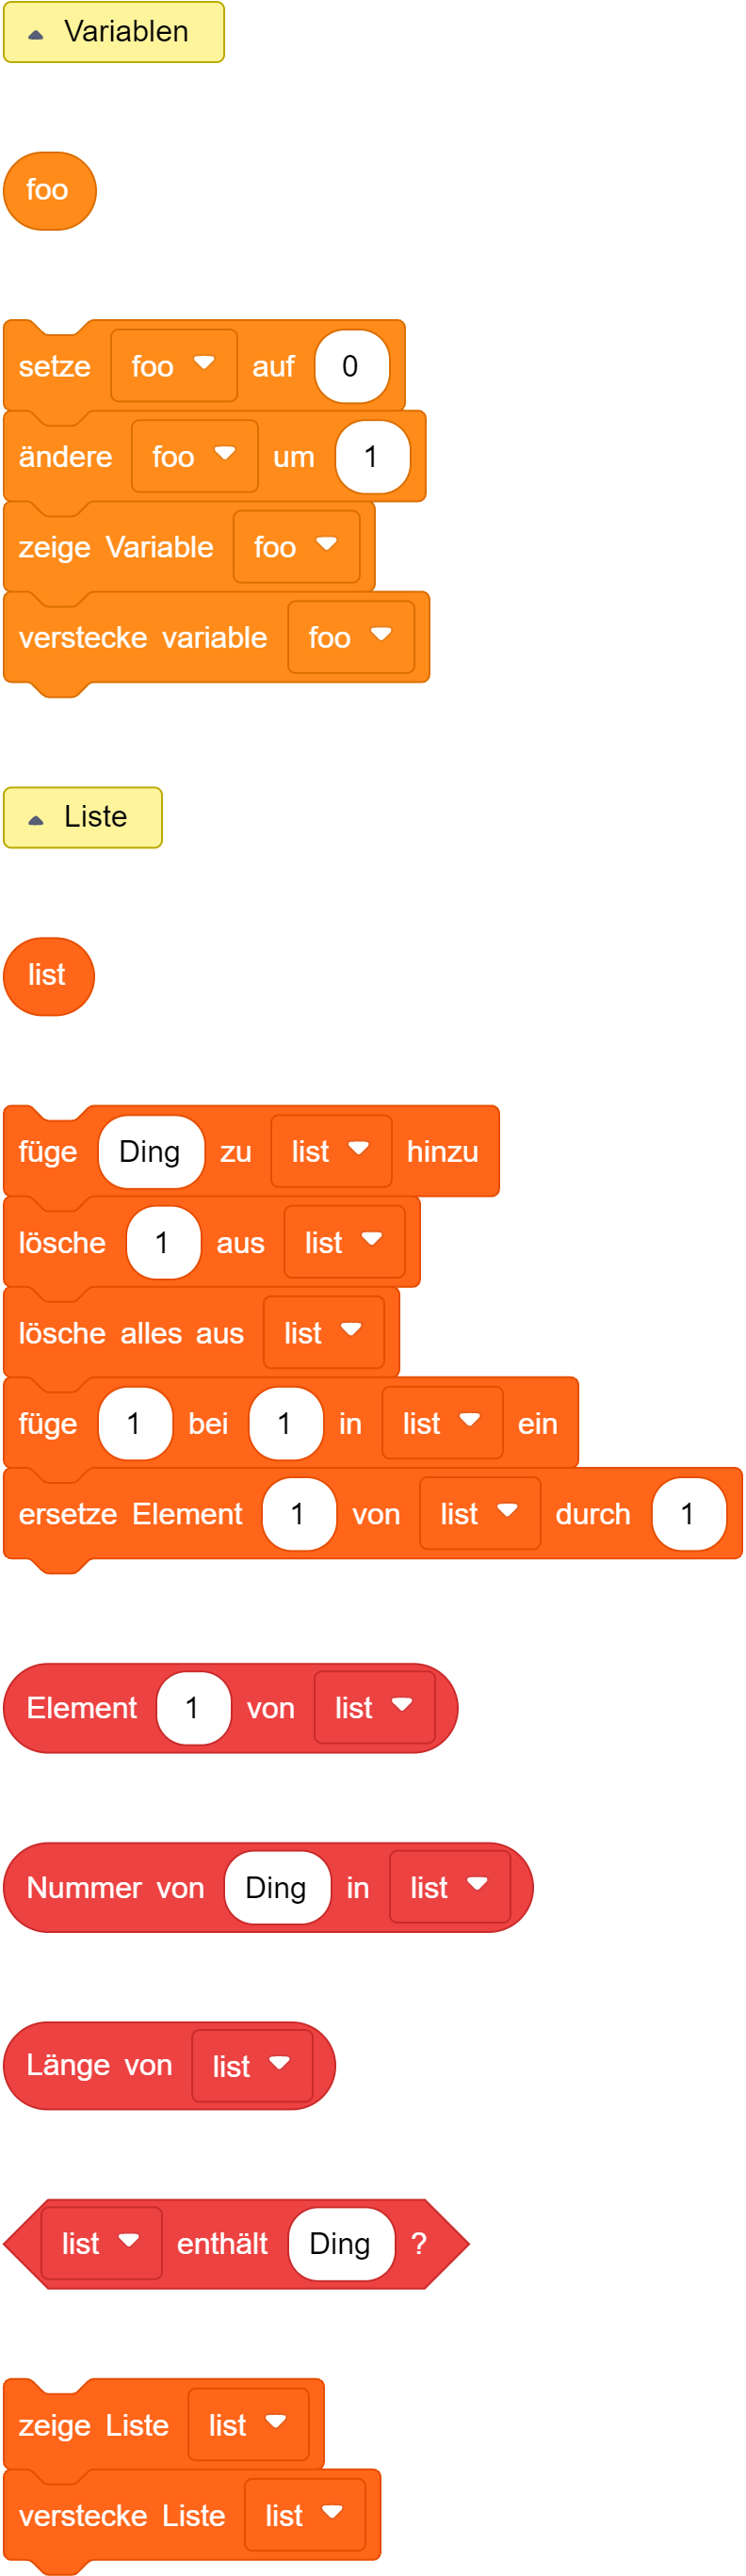 Variablen
foo
setze foo auf 0
ändere foo um 1
zeige Variable foo
verstecke variable foo
Liste
list
füge Ding zu list hinzu
lösche 1 aus list
lösche alles aus list
füge 1 bei 1 in list ein
ersetze Element 1 von list durch 1
Element 1 von list
Nummer von Ding in list
Länge von list
list enthält Ding ?
zeige Liste list
verstecke Liste list